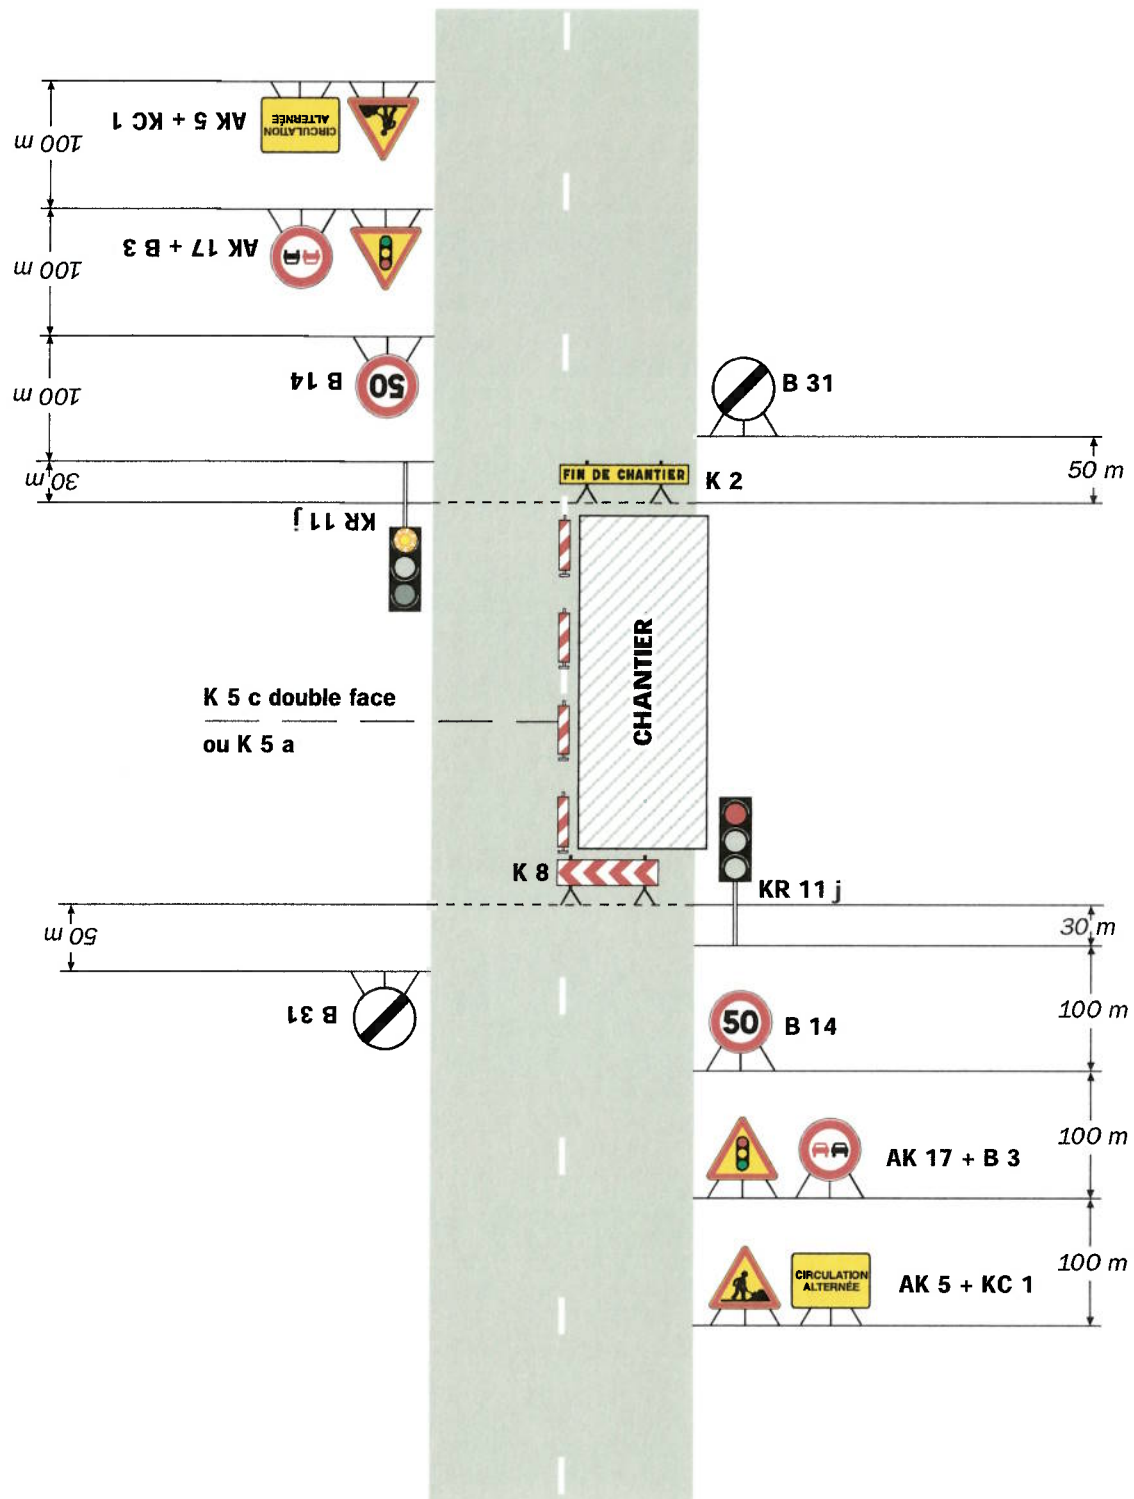 AK 5 + KC 1
CIRCULATION
ALTERNÉE
100 m
AK 17 + B 3
100 m
B 14
50
100 m
B 31
30 m
FIN DE CHANTIER
K 2
50 m
KR 11 j
CHANTIER
K 5 c double face
ou K 5 a
K 8
KR 11 j
50 m
30 m
B 31
50
B 14
100 m
AK 17 + B 3
100 m
CIRCULATION
ALTERNÉE
AK 5 + KC 1
100 m